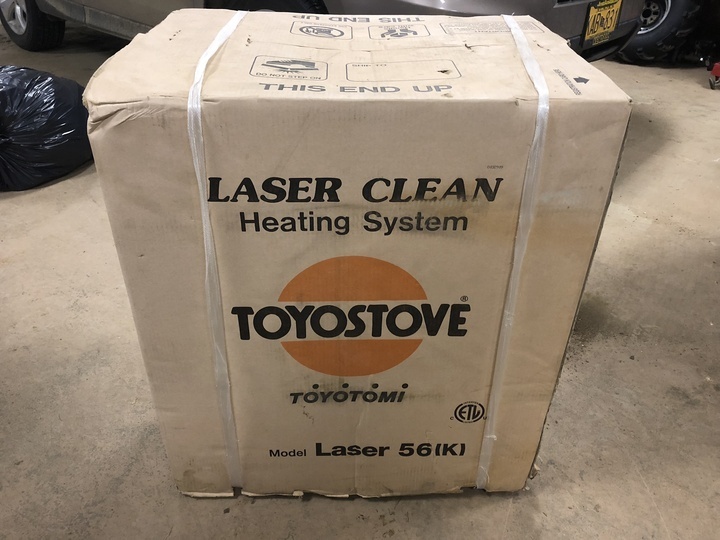 THIS END UP
DO NOT STEP ON
THIS END UP
LASER CLEAN
Heating System
TOYOSTOVE®
TOYOTOMI
ETL
Model Laser 56(K)